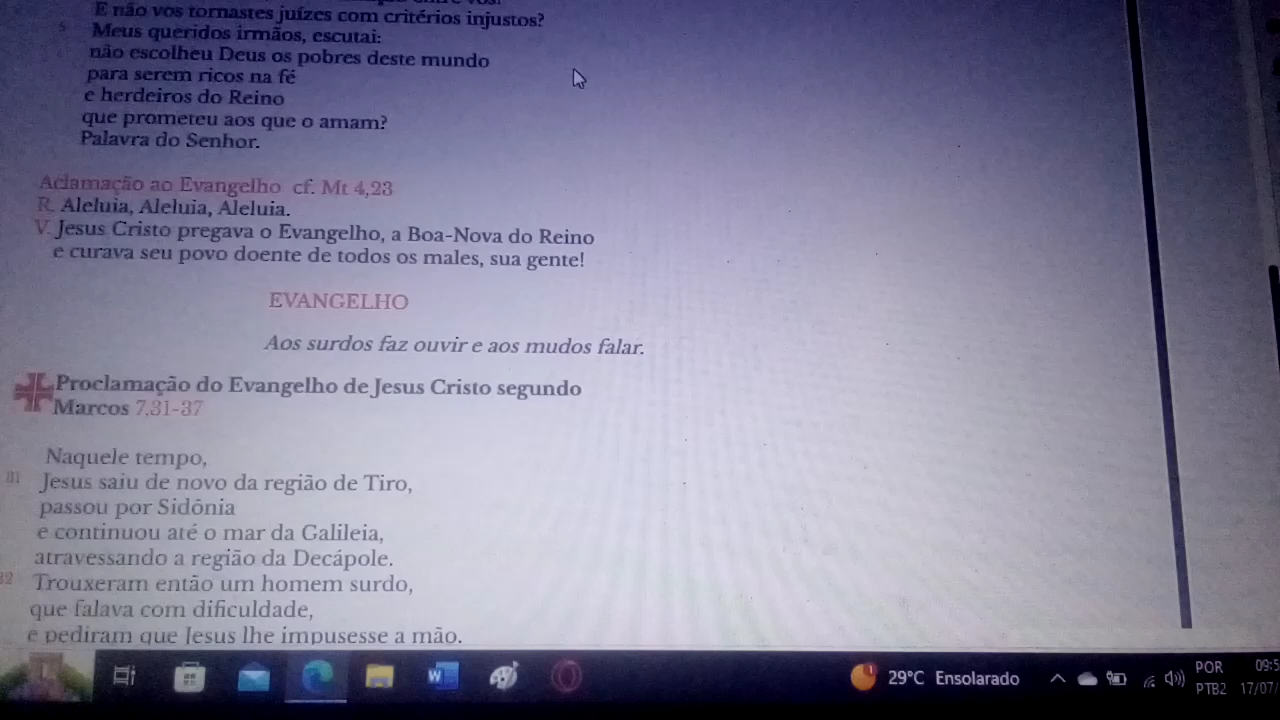 E não vos tornastes juízes com critérios injustos?
5 Meus queridos irmãos, escutai:
não escolheu Deus os pobres deste mundo
para serem ricos na fé
e herdeiros do Reino
que prometeu aos que o amam?
Palavra do Senhor.
Aclamação ao Evangelho cf. Mt 4,23
R. Aleluia, Aleluia, Aleluia.
V. Jesus Cristo pregava o Evangelho, a Boa-Nova do Reino
e curava seu povo doente de todos os males, sua gente!
EVANGELHO
Aos surdos faz ouvir e aos mudos falar.
Proclamação do Evangelho de Jesus Cristo segundo
Marcos 7,31-37
Naquele tempo,
31 Jesus saiu de novo da região de Tiro,
passou por Sidônia
e continuou até o mar da Galileia,
atravessando a região da Decápole.
32 Trouxeram então um homem surdo,
que falava com dificuldade,
e pediram que Jesus lhe impusesse a mão.
1 29°C Ensolarado POR 09:5
PTB2 17/07/